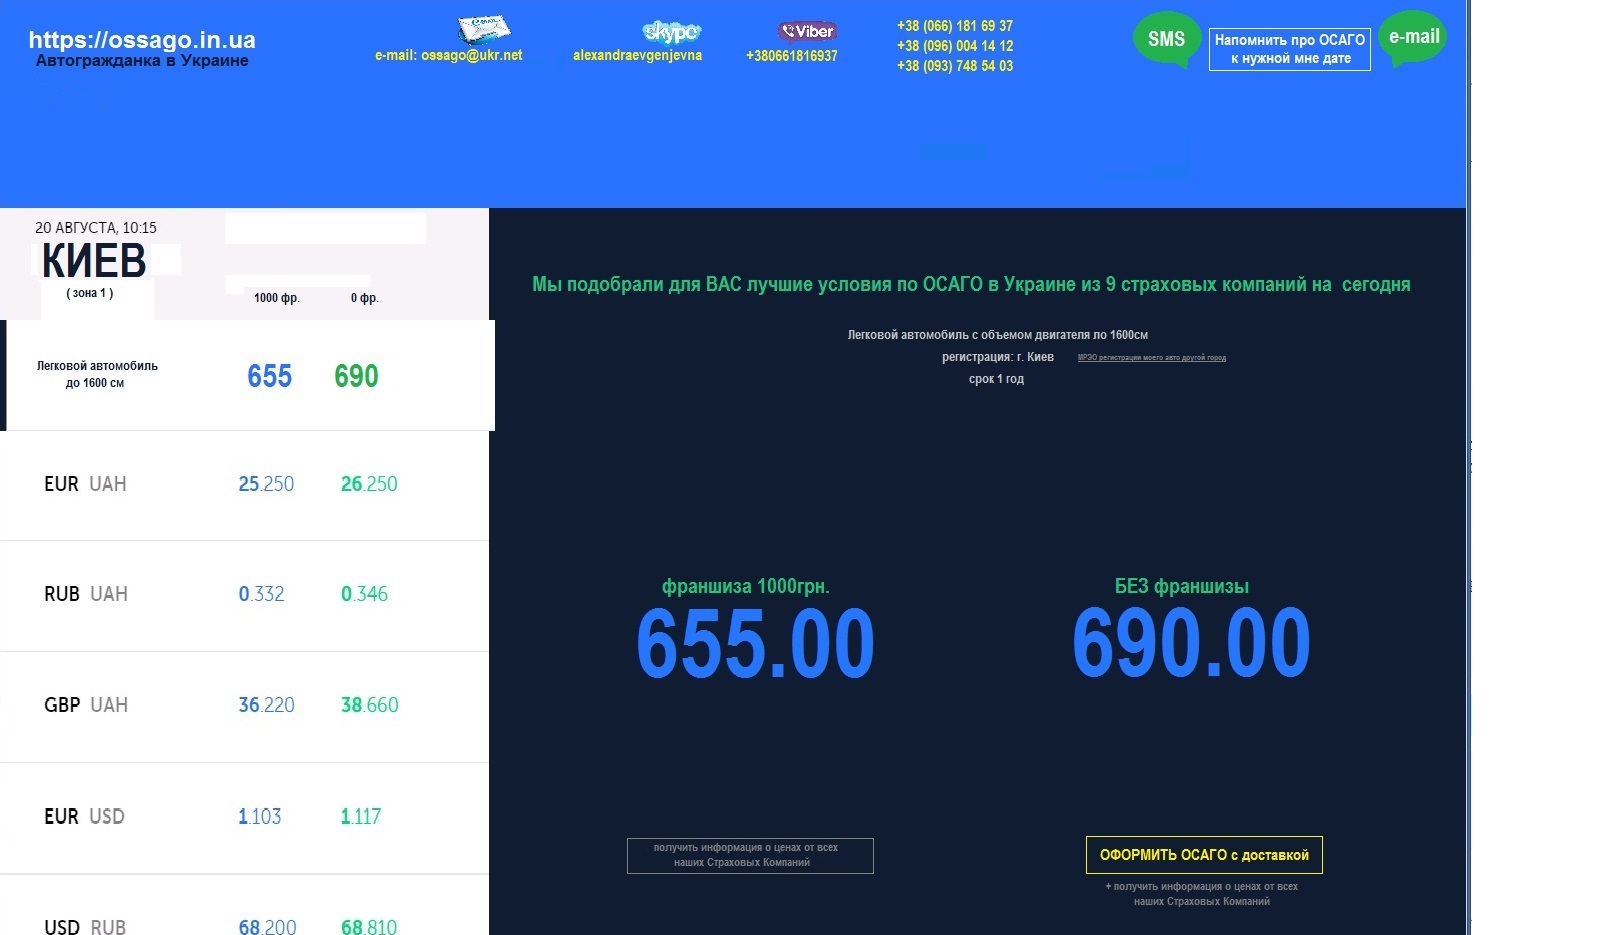 https://ossago.in.ua
Автогражданка в Украине
e-mail: ossago@ukr.net
skype
alexandraevgenjevna
Viber
+380661816937
+38 (066) 181 69 37
+38 (096) 004 14 12
+38 (093) 748 54 03
SMS
Напомнить про ОСАГО
к нужной мне дате
e-mail
20 АВГУСТА, 10:15
КИЕВ
( зона 1 )
1000 фр. 0 фр.
Легковой автомобиль
до 1600 см
655 690
EUR UAH 25.250 26.250
RUB UAH 0.332 0.346
GBP UAH 36.220 38.660
EUR USD 1.103 1.117
USD RUB 68.200 68.810
Мы подобрали для ВАС лучшие условия по ОСАГО в Украине из 9 страховых компаний на сегодня
Легковой автомобиль с объемом двигателя ло 1600см
регистрация: г. Киев МРЭО регистрации моего авто другой город
срок 1 год
франшиза 1000грн.
655.00
БЕЗ франшизы
690.00
получить информация о ценах от всех
наших Страховых Компаний
ОФОРМИТЬ ОСАГО с доставкой
+ получить информация о ценах от всех
наших Страховых Компаний